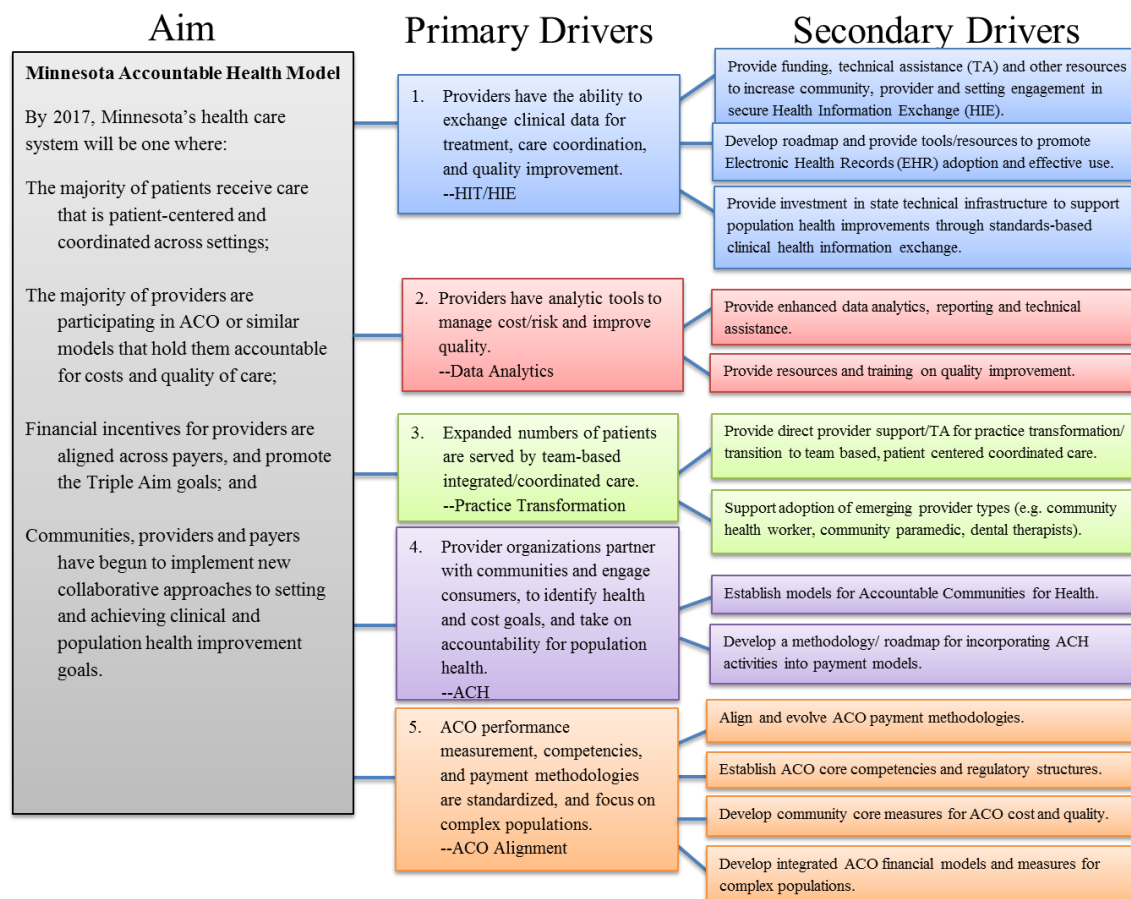 Aim
Primary Drivers
Secondary Drivers
Minnesota Accountable Health Model
By 2017, Minnesota's health care
system will be one where:
The majority of patients receive care
that is patient-centered and
coordinated across settings;
The majority of providers are
participating in ACO or similar
models that hold them accountable
for costs and quality of care;
Financial incentives for providers are
aligned across payers, and promote
the Triple Aim goals; and
Communities, providers and payers
have begun to implement new
collaborative approaches to setting
and achieving clinical and
population health improvement
goals.
1. Providers have the ability to
exchange clinical data for
treatment, care coordination,
and quality improvement.
--HIT/HIE
Provide funding, technical assistance (TA) and other resources
to increase community, provider and setting engagement in
secure Health Information Exchange (HIE).
Develop roadmap and provide tools/resources to promote
Electronic Health Records (EHR) adoption and effective use.
Provide investment in state technical infrastructure to support
population health improvements through standards-based
clinical health information exchange.
2. Providers have analytic tools to
manage cost/risk and improve
quality.
--Data Analytics
Provide enhanced data analytics, reporting and technical
assistance.
Provide resources and training on quality improvement.
3. Expanded numbers of patients
are served by team-based
integrated/coordinated care.
--Practice Transformation
Provide direct provider support/TA for practice transformation/
transition to team based, patient centered coordinated care.
Support adoption of emerging provider types (e.g. community
health worker, community paramedic, dental therapists).
4. Provider organizations partner
with communities and engage
consumers, to identify health
and cost goals, and take on
accountability for population
health.
--ACH
Establish models for Accountable Communities for Health.
Develop a methodology/ roadmap for incorporating ACH
activities into payment models.
5. ACO performance
measurement, competencies,
and payment methodologies
are standardized, and focus on
complex populations.
--ACO Alignment
Align and evolve ACO payment methodologies.
Establish ACO core competencies and regulatory structures.
Develop community core measures for ACO cost and quality.
Develop integrated ACO financial models and measures for
complex populations.